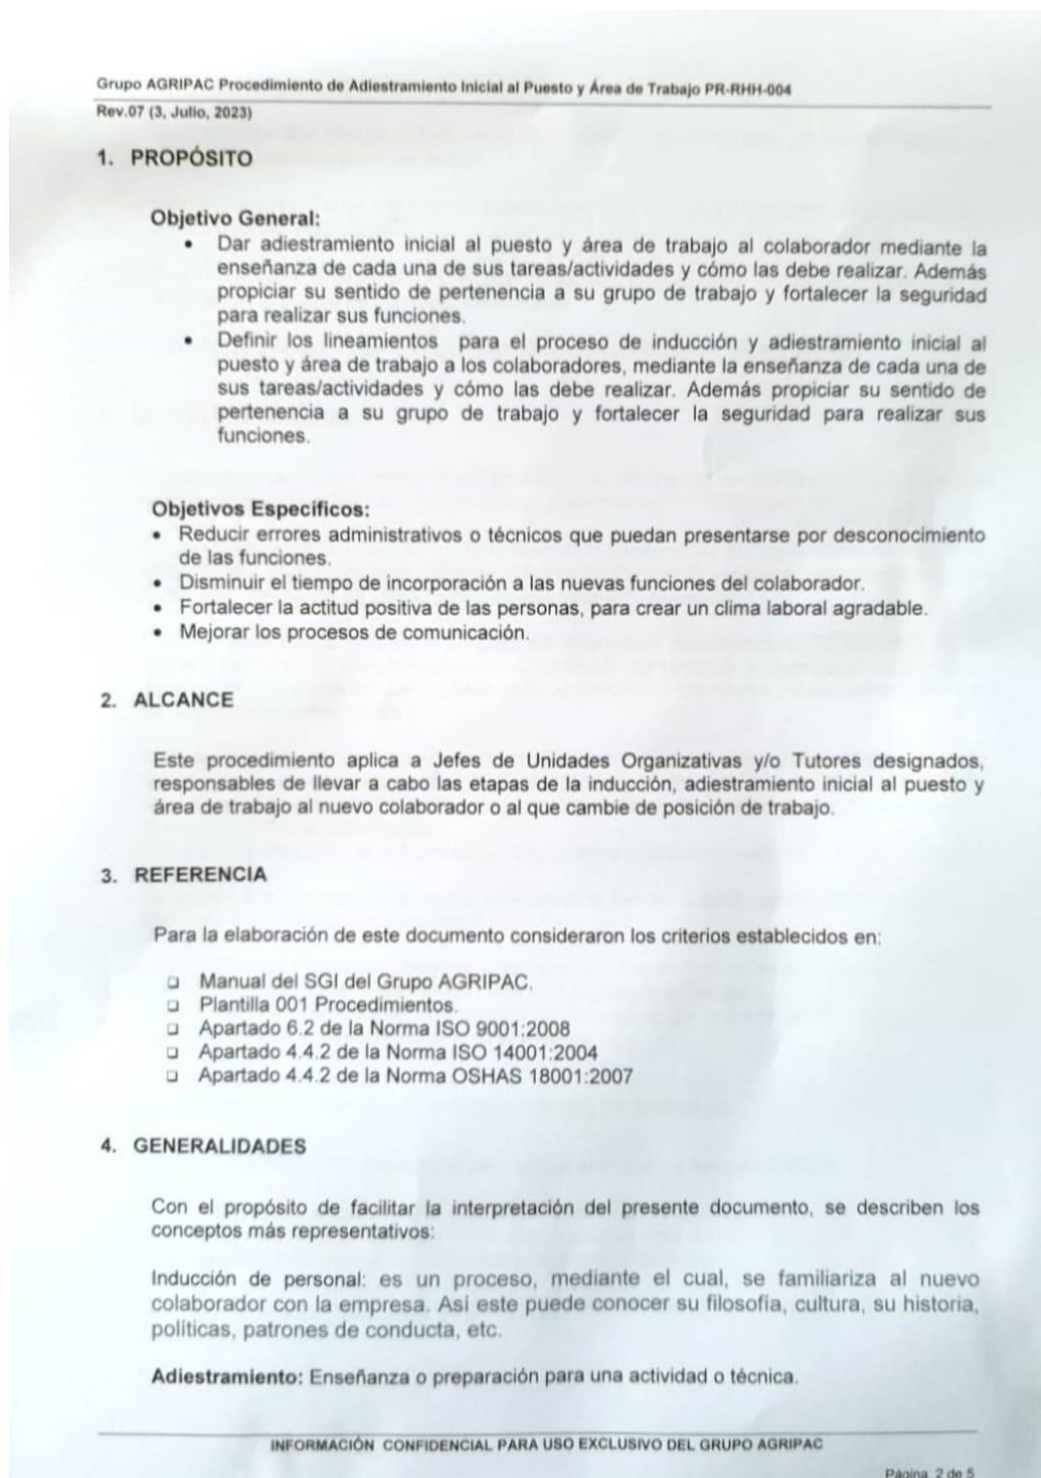 Grupo AGRIPAC Procedimiento de Adiestramiento Inicial al Puesto y Área de Trabajo PR-RHH-004
Rev.07 (3, Julio, 2023)
1. PROPÓSITO
Objetivo General:
• Dar adiestramiento inicial al puesto y área de trabajo al colaborador mediante la
enseñanza de cada una de sus tareas/actividades y cómo las debe realizar. Además
propiciar su sentido de pertenencia a su grupo de trabajo y fortalecer la seguridad
para realizar sus funciones.
• Definir los lineamientos para el proceso de inducción y adiestramiento inicial al
puesto y área de trabajo a los colaboradores, mediante la enseñanza de cada una de
sus tareas/actividades y cómo las debe realizar. Además propiciar su sentido de
pertenencia a su grupo de trabajo y fortalecer la seguridad para realizar sus
funciones.
Objetivos Específicos:
• Reducir errores administrativos o técnicos que puedan presentarse por desconocimiento
de las funciones.
• Disminuir el tiempo de incorporación a las nuevas funciones del colaborador.
• Fortalecer la actitud positiva de las personas, para crear un clima laboral agradable.
• Mejorar los procesos de comunicación.
2. ALCANCE
Este procedimiento aplica a Jefes de Unidades Organizativas y/o Tutores designados,
responsables de llevar a cabo las etapas de la inducción, adiestramiento inicial al puesto y
área de trabajo al nuevo colaborador o al que cambie de posición de trabajo.
3. REFERENCIA
Para la elaboración de este documento consideraron los criterios establecidos en:
❑ Manual del SGI del Grupo AGRIPAC.
❑ Plantilla 001 Procedimientos.
❑ Apartado 6.2 de la Norma ISO 9001:2008
❑ Apartado 4.4.2 de la Norma ISO 14001:2004
❑ Apartado 4.4.2 de la Norma OSHAS 18001:2007
4. GENERALIDADES
Con el propósito de facilitar la interpretación del presente documento, se describen los
conceptos más representativos:
Inducción de personal: es un proceso, mediante el cual, se familiariza al nuevo
colaborador con la empresa. Así este puede conocer su filosofía, cultura, su historia,
políticas, patrones de conducta, etc.
Adiestramiento: Enseñanza o preparación para una actividad o técnica.
INFORMACIÓN CONFIDENCIAL PARA USO EXCLUSIVO DEL GRUPO AGRIPAC
Página 2 de 5